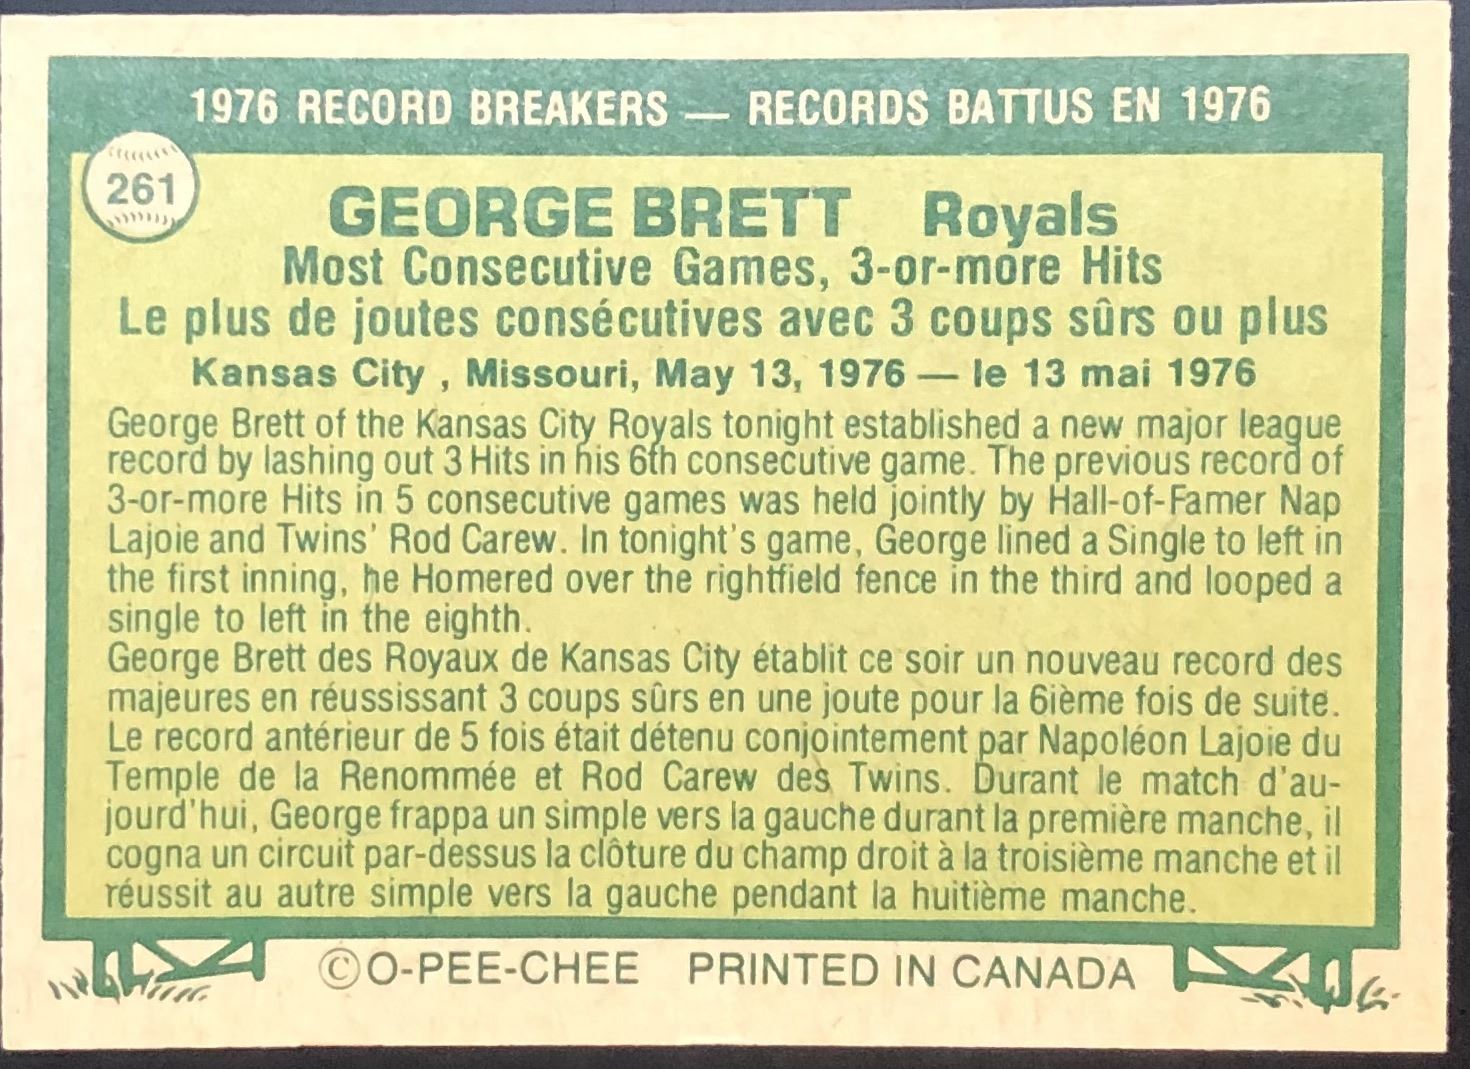 1976 RECORD BREAKERS — RECORDS BATTUS EN 1976
261
GEORGE BRETT Royals
Most Consecutive Games, 3-or-more Hits
Le plus de joutes consécutives avec 3 coups sûrs ou plus
Kansas City , Missouri, May 13, 1976 — le 13 mai 1976
George Brett of the Kansas City Royals tonight established a new major league
record by lashing out 3 Hits in his 6th consecutive game. The previous record of
3-or-more Hits in 5 consecutive games was held jointly by Hall-of-Famer Nap
Lajoie and Twins' Rod Carew. In tonight's game, George lined a Single to left in
the first inning, he Homered over the rightfield fence in the third and looped a
single to left in the eighth.
George Brett des Royaux de Kansas City établit ce soir un nouveau record des
majeures en réussissant 3 coups sûrs en une joute pour la 6ième fois de suite.
Le record antérieur de 5 fois était détenu conjointement par Napoléon Lajoie du
Temple de la Renommée et Rod Carew des Twins. Durant le match d'au-
jourd'hui, George frappa un simple vers la gauche durant la première manche, il
cogna un circuit par-dessus la clôture du champ droit à la troisième manche et il
réussit au autre simple vers la gauche pendant la huitième manche.
©O-PEE-CHEE PRINTED IN CANADA